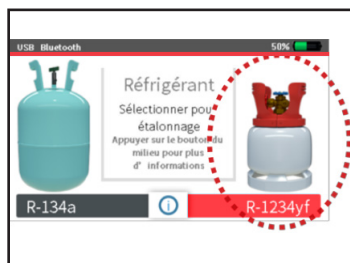 USB Bluetooth 50%
Réfrigérant
Sélectionner pou
étalonnage
Appuyer sur le bouton du
milieu pour plus
d' informations
R-134a R-1234yf